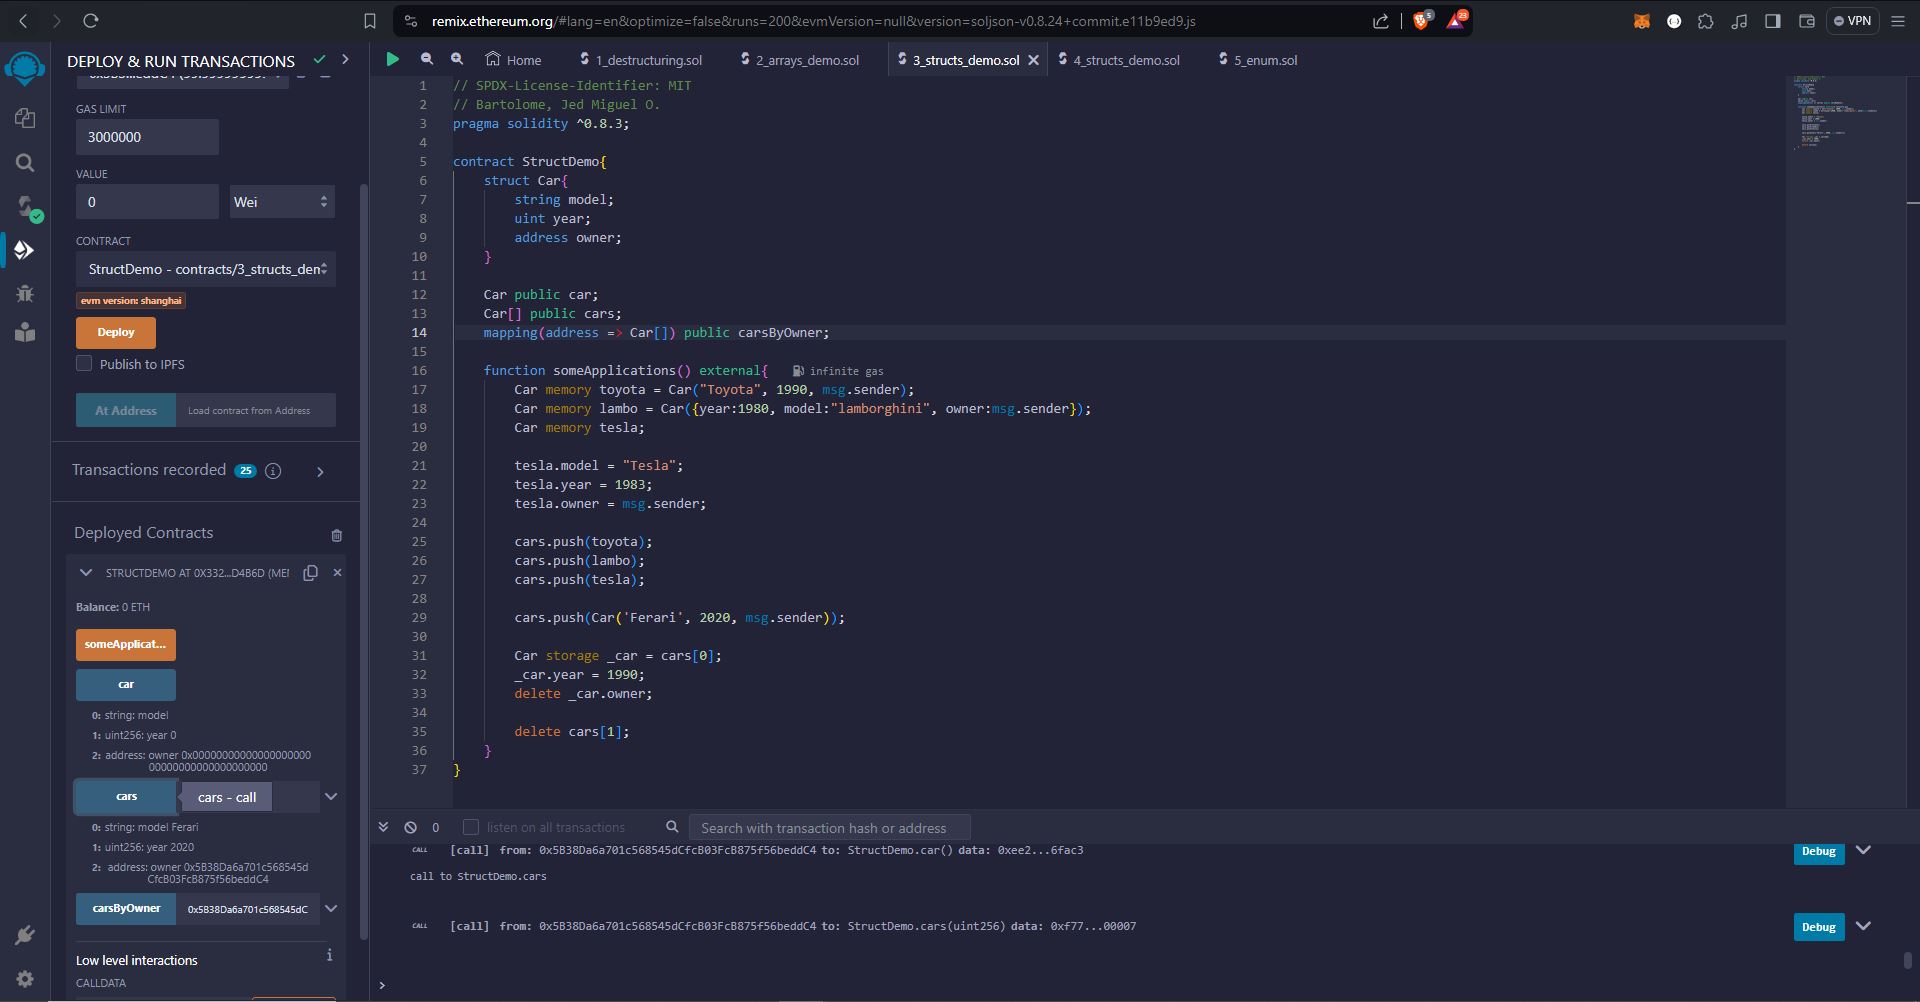 remix.ethereum.org/#lang=en&optimize=false&runs=200&evmVersion=null&version=soljson-v0.8.24+commit.e11b9ed9.js
5
23
VPN
DEPLOY & RUN TRANSACTIONS
GAS LIMIT
3000000
VALUE
0
Wei
CONTRACT
StructDemo - contracts/3_structs_den
evm version: shanghai
Deploy
Publish to IPFS
At Address
Load contract from Address
Transactions recorded 25
Deployed Contracts
STRUCTDEMO AT 0X332...D4B6D (MEI
Balance: 0 ETH
someApplicat...
car
0: string: model
1: uint256: year 0
2: address: owner 0x00000000000000000000
00000000000000000000
cars
cars - call
0: string: model Ferari
1: uint256: year 2020
2: address: owner 0x5B38Da6a701c568545d
CfcB03FcB875f56beddC4
carsByOwner
0x5B38Da6a701c568545dC
Low level interactions
i
CALLDATA
Home
1_destructuring.sol
2_arrays_demo.sol
3_structs_demo.sol
4_structs_demo.sol
5_enum.sol
1 // SPDX-License-Identifier: MIT
2 // Bartolome, Jed Miguel O.
3 pragma solidity ^0.8.3;
4
5 contract StructDemo{
6 struct Car{
7 string model;
8 uint year;
9 address owner;
10 }
11
12 Car public car;
13 Car[] public cars;
14 mapping(address => Car[]) public carsByOwner;
15
16 function someApplications() external{ infinite gas
17 Car memory toyota = Car("Toyota", 1990, msg.sender);
18 Car memory lambo = Car({year:1980, model:"lamborghini", owner:msg.sender});
19 Car memory tesla;
20
21 tesla.model = "Tesla";
22 tesla.year = 1983;
23 tesla.owner = msg.sender;
24
25 cars.push(toyota);
26 cars.push(lambo);
27 cars.push(tesla);
28
29 cars.push(Car('Ferari', 2020, msg.sender));
30
31 Car storage _car = cars[0];
32 _car.year = 1990;
33 delete _car.owner;
34
35 delete cars[1];
36 }
37 }
0
listen on all transactions
Search with transaction hash or address
CALL [call] from: 0x5B38Da6a701c568545dCfcB03FcB875f56beddC4 to: StructDemo.car() data: 0xee2...6fac3
Debug
call to StructDemo.cars
CALL [call] from: 0x5B38Da6a701c568545dCfcB03FcB875f56beddC4 to: StructDemo.cars(uint256) data: 0xf77...00007
Debug
>